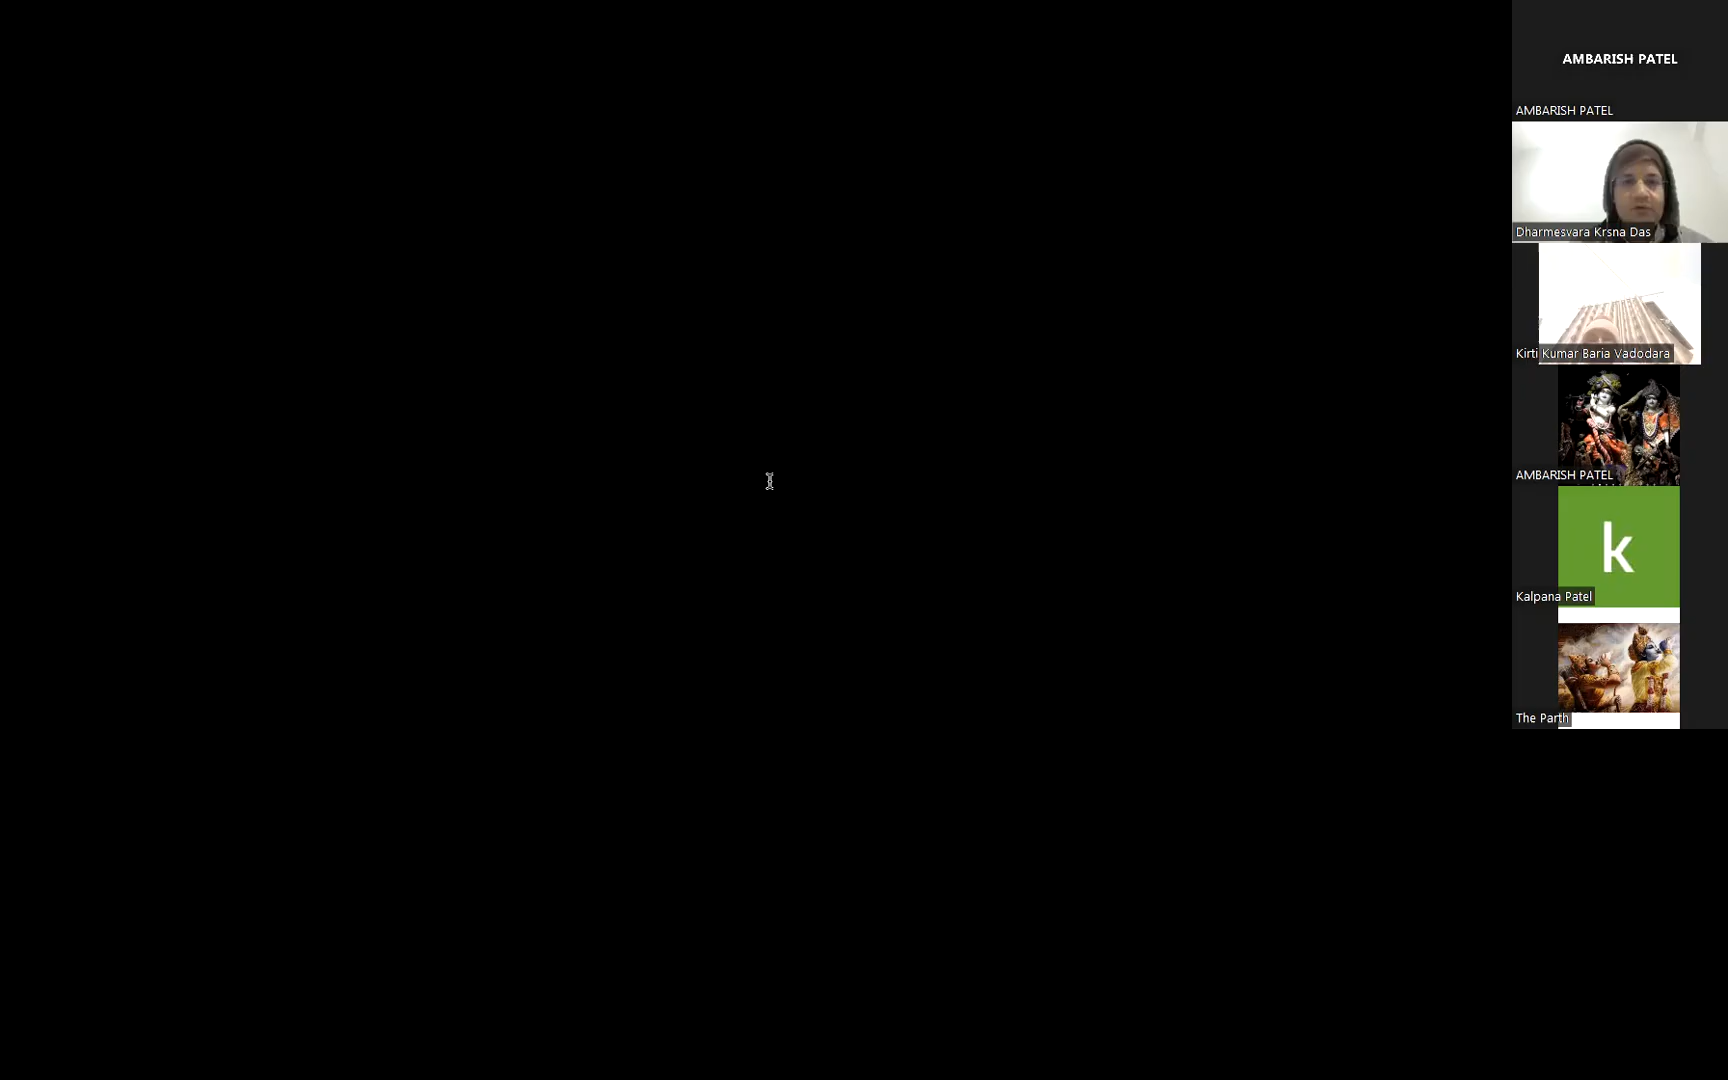 AMBARISH PATEL
AMBARISH PATEL
Dharmesvara Krsna Das
Kirti Kumar Baria Vadodara
AMBARISH PATEL
k
Kalpana Patel
The Parth